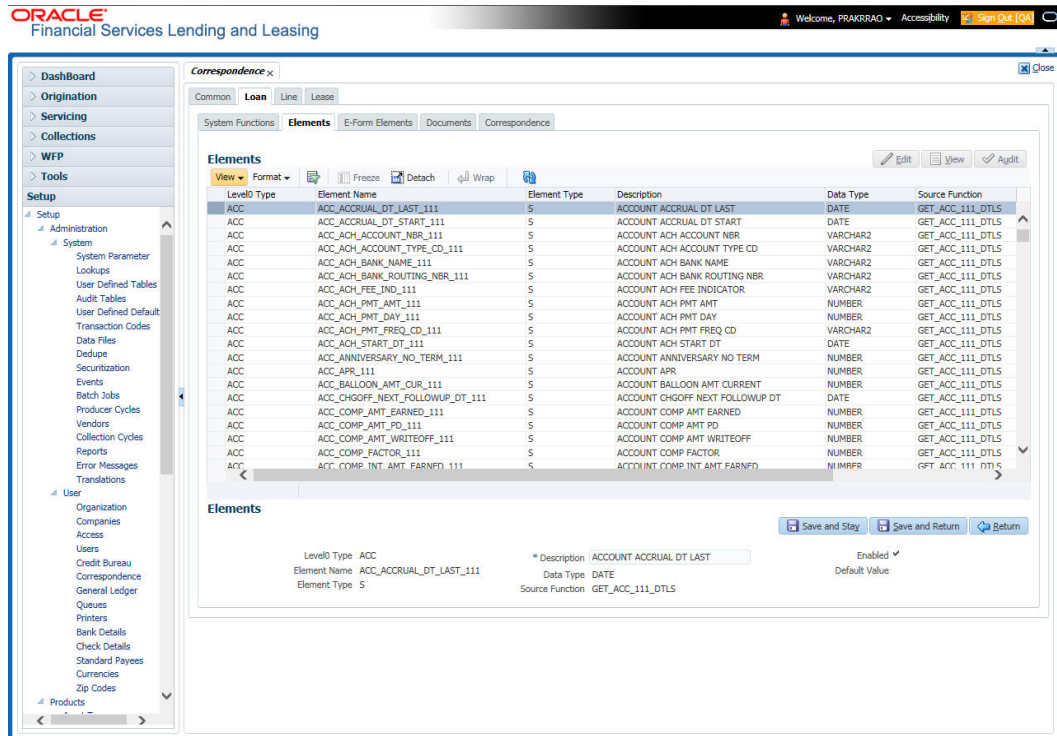 ORACLE
Financial Services Lending and Leasing
Welcome, PRAKRRAO Accessibility Sign Out [QA]
Close
DashBoard
Origination
Servicing
Collections
WFP
Tools
Setup
Setup
Administration
System
System Parameter
Lookups
User Defined Tables
Audit Tables
User Defined Default
Transaction Codes
Data Files
Dedupe
Securitization
Events
Batch Jobs
Producer Cycles
Vendors
Collection Cycles
Reports
Error Messages
Translations
User
Organization
Companies
Access
Users
Credit Bureau
Correspondence
General Ledger
Queues
Printers
Bank Details
Check Details
Standard Payees
Currencies
Zip Codes
Products
Correspondence
Common Loan Line Lease
System Functions Elements E-Form Elements Documents Correspondence
Elements
Edit View Audit
View Format Freeze Detach Wrap
Level0 Type Element Name Element Type Description Data Type Source Function
ACC ACC_ACCRUAL_DT_LAST_111 S ACCOUNT ACCRUAL DT LAST DATE GET_ACC_111_DTLS
ACC ACC_ACCRUAL_DT_START_111 S ACCOUNT ACCRUAL DT START DATE GET_ACC_111_DTLS
ACC ACC_ACH_ACCOUNT_NBR_111 S ACCOUNT ACH ACCOUNT NBR VARCHAR2 GET_ACC_111_DTLS
ACC ACC_ACH_ACCOUNT_TYPE_CD_111 S ACCOUNT ACH ACCOUNT TYPE CD VARCHAR2 GET_ACC_111_DTLS
ACC ACC_ACH_BANK_NAME_111 S ACCOUNT ACH BANK NAME VARCHAR2 GET_ACC_111_DTLS
ACC ACC_ACH_BANK_ROUTING_NBR_111 S ACCOUNT ACH BANK ROUTING NBR VARCHAR2 GET_ACC_111_DTLS
ACC ACC_ACH_FEE_IND_111 S ACCOUNT ACH FEE INDICATOR VARCHAR2 GET_ACC_111_DTLS
ACC ACC_ACH_PMT_AMT_111 S ACCOUNT ACH PMT AMT NUMBER GET_ACC_111_DTLS
ACC ACC_ACH_PMT_DAY_111 S ACCOUNT ACH PMT DAY NUMBER GET_ACC_111_DTLS
ACC ACC_ACH_PMT_FREQ_CD_111 S ACCOUNT ACH PMT FREQ CD VARCHAR2 GET_ACC_111_DTLS
ACC ACC_ACH_START_DT_111 S ACCOUNT ACH START DT DATE GET_ACC_111_DTLS
ACC ACC_ANNIVERSARY_NO_TERM_111 S ACCOUNT ANNIVERSARY NO TERM NUMBER GET_ACC_111_DTLS
ACC ACC_APR_111 S ACCOUNT APR NUMBER GET_ACC_111_DTLS
ACC ACC_BALLOON_AMT_CUR_111 S ACCOUNT BALLOON AMT CURRENT NUMBER GET_ACC_111_DTLS
ACC ACC_CHGOFF_NEXT_FOLLOWUP_DT_111 S ACCOUNT CHGOFF NEXT FOLLOWUP DT DATE GET_ACC_111_DTLS
ACC ACC_COMP_AMT_EARNED_111 S ACCOUNT COMP AMT EARNED NUMBER GET_ACC_111_DTLS
ACC ACC_COMP_AMT_PD_111 S ACCOUNT COMP AMT PD NUMBER GET_ACC_111_DTLS
ACC ACC_COMP_AMT_WRITEOFF_111 S ACCOUNT COMP AMT WRITEOFF NUMBER GET_ACC_111_DTLS
ACC ACC_COMP_FACTOR_111 S ACCOUNT COMP FACTOR NUMBER GET_ACC_111_DTLS
ACC ACC_COMP_INT_AMT_EARNED_111 S ACCOUNT COMP INT AMT EARNED NUMBER GET_ACC_111_DTLS
Elements
Save and Stay Save and Return Return
Level0 Type ACC * Description ACCOUNT ACCRUAL DT LAST Enabled
Element Name ACC_ACCRUAL_DT_LAST_111 Data Type DATE Default Value
Element Type S Source Function GET_ACC_111_DTLS